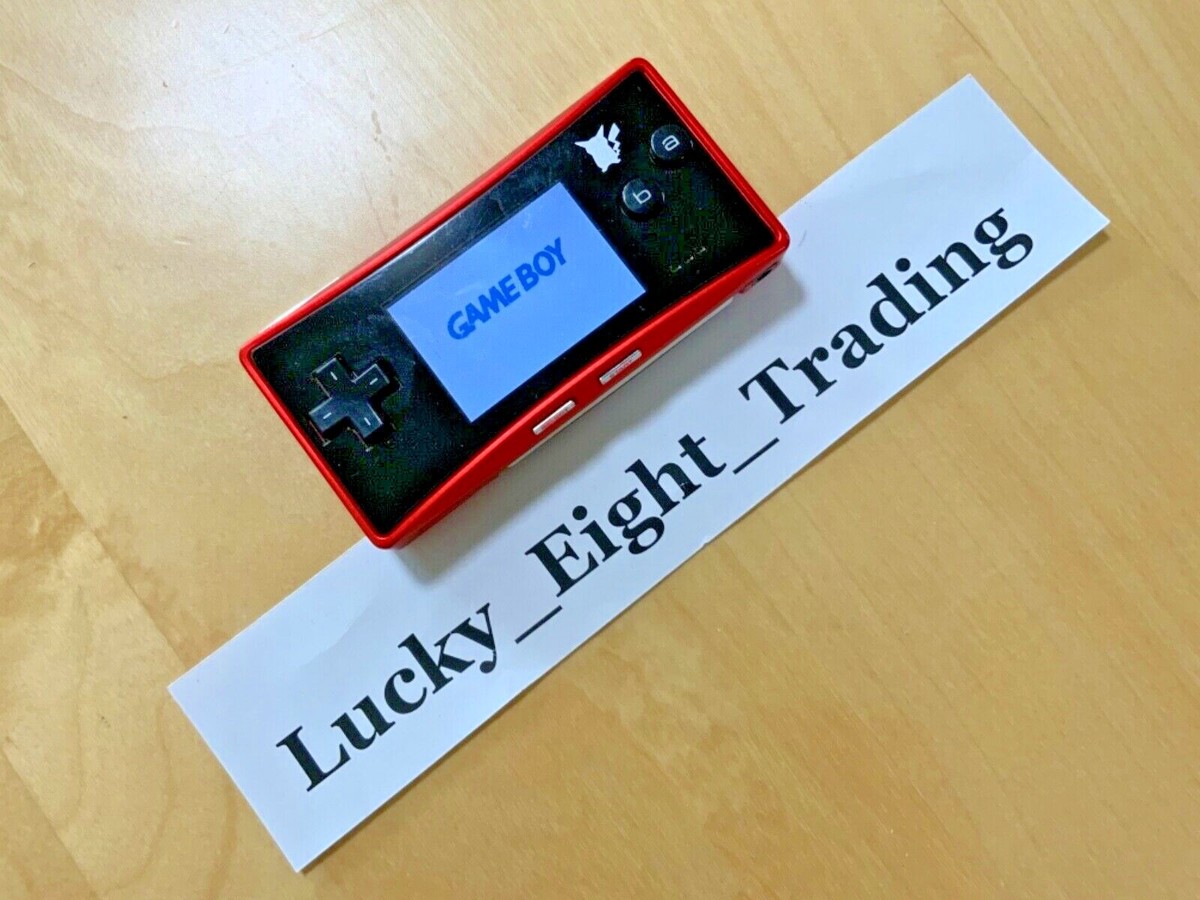 a
b
GAME BOY
Lucky_Eight_Trading